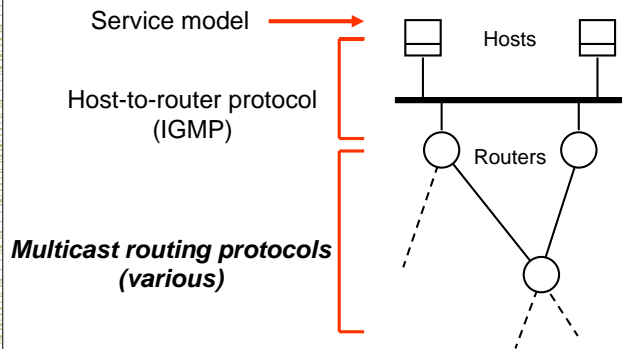 Service model
Hosts
Host-to-router protocol
(IGMP)
Routers
Multicast routing protocols
(various)